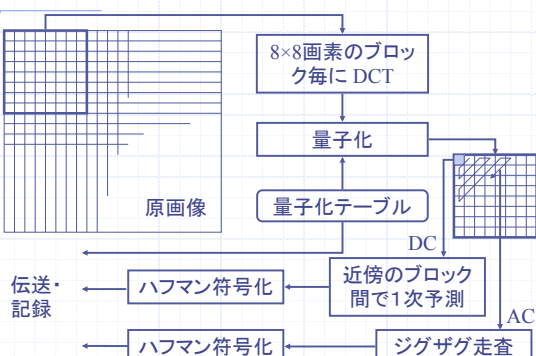 8×8画素のブロッ
ク毎に DCT
量子化
原画像
量子化テーブル
DC
伝送・
記録
ハフマン符号化
近傍のブロック
間で1次予測
AC
ハフマン符号化
ジグザグ走査